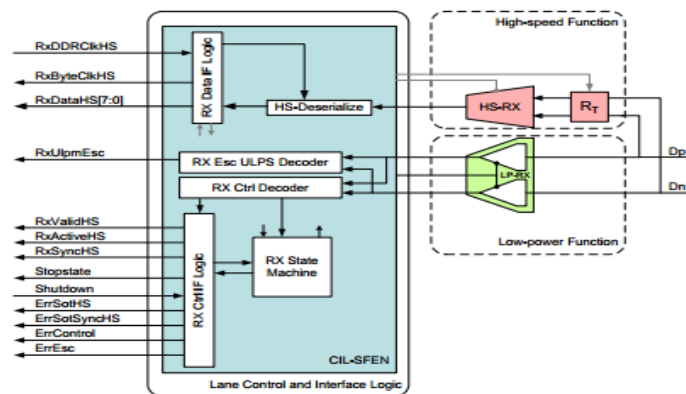 High-speed Function
RxDDRClkHS
RxByteClkHS
RxDataHS[7:0]
RX Data IF Logic
HS-Deserialize
HS-RX
RT
RxUlpmEsc
RX Esc ULPS Decoder
RX Ctrl Decoder
LP-RX
Dp
Dn
RxValidHS
RxActiveHS
RxSyncHS
Stopstate
Shutdown
ErrSotHS
ErrSotSyncHS
ErrControl
ErrEsc
RX Ctrl IF Logic
RX State
Machine
Low-power Function
CIL-SFEN
Lane Control and Interface Logic